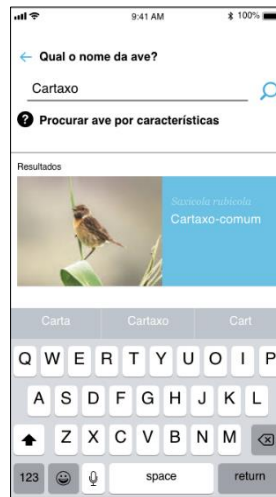 9:41 AM 100%
Qual o nome da ave?
Cartaxo
? Procurar ave por características
Resultados
Saxicola rubicola
Cartaxo-comum
Carta Cartaxo Cart
Q W E R T Y U O I P
A S D F G H J K L
Z X C V B N M
123 space return